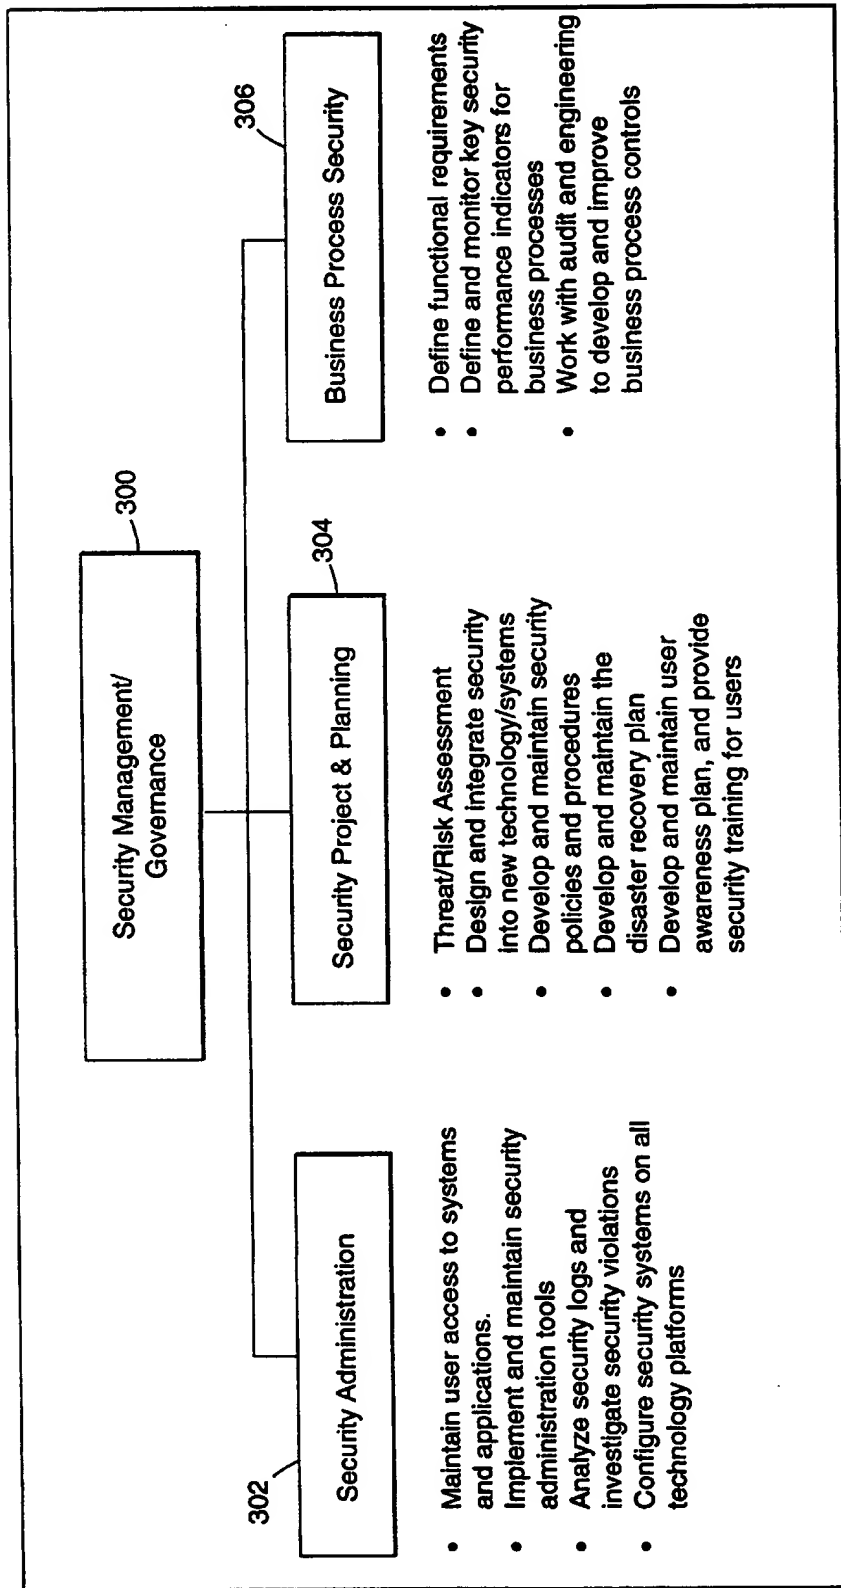 300
Security Management/
Governance
302
Security Administration
• Maintain user access to systems
and applications.
• Implement and maintain security
administration tools
• Analyze security logs and
investigate security violations
• Configure security systems on all
technology platforms
304
Security Project & Planning
• Threat/Risk Assessment
• Design and integrate security
into new technology/systems
• Develop and maintain security
policies and procedures
• Develop and maintain the
disaster recovery plan
• Develop and maintain user
awareness plan, and provide
security training for users
306
Business Process Security
• Define functional requirements
• Define and monitor key security
performance indicators for
business processes
• Work with audit and engineering
to develop and improve
business process controls